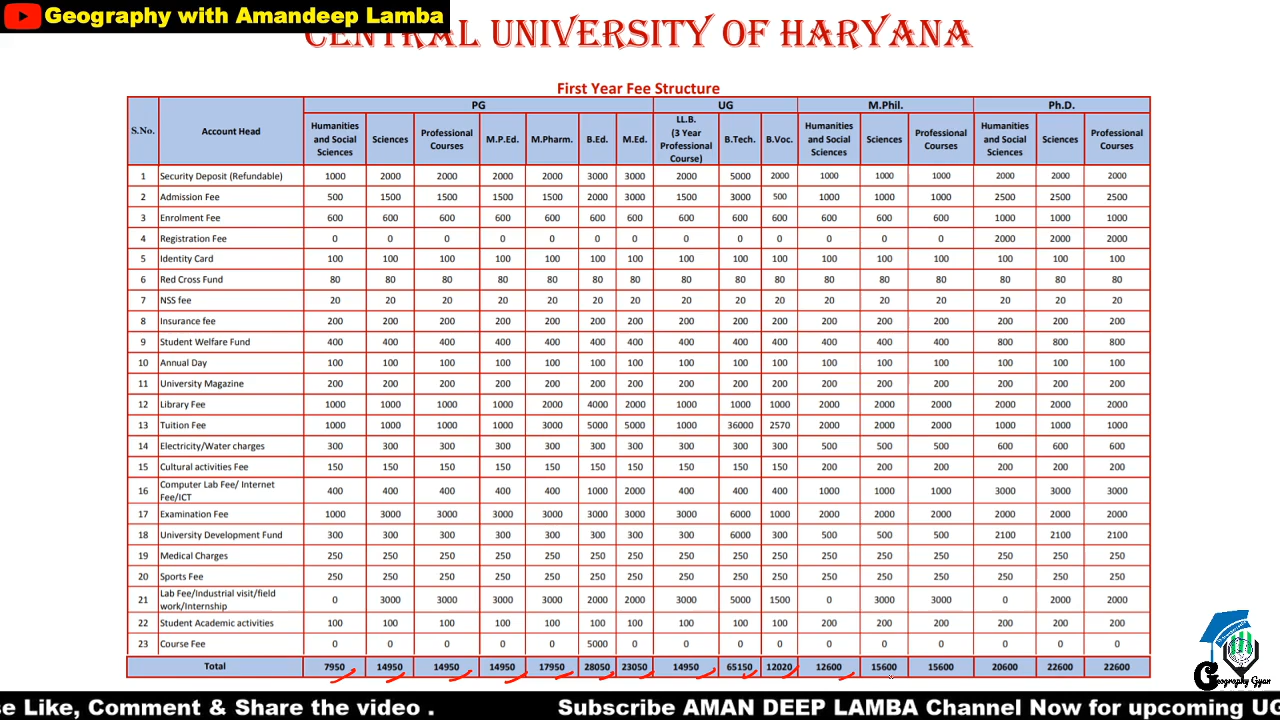 Geography with Amandeep Lamba
CENTRAL UNIVERSITY OF HARYANA
First Year Fee Structure
S.No. Account Head PG UG M.Phil. Ph.D.
Humanities and Social Sciences Sciences Professional Courses M.P.Ed. M.Pharm. B.Ed. M.Ed. LL.B. (3 Year Professional Course) B.Tech. B.Voc. Humanities and Social Sciences Sciences Professional Courses Humanities and Social Sciences Sciences Professional Courses
1 Security Deposit (Refundable) 1000 2000 2000 2000 2000 3000 3000 2000 5000 2000 1000 1000 1000 2000 2000 2000
2 Admission Fee 500 1500 1500 1500 1500 2000 3000 1500 3000 500 1000 1000 1000 2500 2500 2500
3 Enrolment Fee 600 600 600 600 600 600 600 600 600 600 600 600 600 1000 1000 1000
4 Registration Fee 0 0 0 0 0 0 0 0 0 0 0 0 0 2000 2000 2000
5 Identity Card 100 100 100 100 100 100 100 100 100 100 100 100 100 100 100 100
6 Red Cross Fund 80 80 80 80 80 80 80 80 80 80 80 80 80 80 80 80
7 NSS fee 20 20 20 20 20 20 20 20 20 20 20 20 20 20 20 20
8 Insurance fee 200 200 200 200 200 200 200 200 200 200 200 200 200 200 200 200
9 Student Welfare Fund 400 400 400 400 400 400 400 400 400 400 400 400 400 800 800 800
10 Annual Day 100 100 100 100 100 100 100 100 100 100 100 100 100 100 100 100
11 University Magazine 200 200 200 200 200 200 200 200 200 200 200 200 200 200 200 200
12 Library Fee 1000 1000 1000 1000 2000 4000 2000 1000 1000 1000 2000 2000 2000 2000 2000 2000
13 Tuition Fee 1000 1000 1000 1000 3000 5000 5000 1000 36000 2570 2000 2000 2000 1000 1000 1000
14 Electricity/Water charges 300 300 300 300 300 300 300 300 300 300 500 500 500 600 600 600
15 Cultural activities Fee 150 150 150 150 150 150 150 150 150 150 200 200 200 200 200 200
16 Computer Lab Fee/ Internet Fee/ICT 400 400 400 400 400 1000 2000 400 400 400 1000 1000 1000 3000 3000 3000
17 Examination Fee 1000 3000 3000 3000 3000 3000 3000 3000 6000 1000 2000 2000 2000 2000 2000 2000
18 University Development Fund 300 300 300 300 300 300 300 300 6000 300 500 500 500 2100 2100 2100
19 Medical Charges 250 250 250 250 250 250 250 250 250 250 250 250 250 250 250 250
20 Sports Fee 250 250 250 250 250 250 250 250 250 250 250 250 250 250 250 250
21 Lab Fee/Industrial visit/field work/Internship 0 3000 3000 3000 3000 2000 2000 3000 5000 1500 0 3000 3000 0 2000 2000
22 Student Academic activities 100 100 100 100 100 100 100 100 100 100 200 200 200 200 200 200
23 Course Fee 0 0 0 0 0 5000 0 0 0 0 0 0 0 0 0 0
Total 7950 14950 14950 14950 17950 28050 23050 14950 65150 12020 12600 15600 15600 20600 22600 22600
Geography Gyan
se Like, Comment & Share the video . Subscribe AMAN DEEP LAMBA Channel Now for upcoming UG